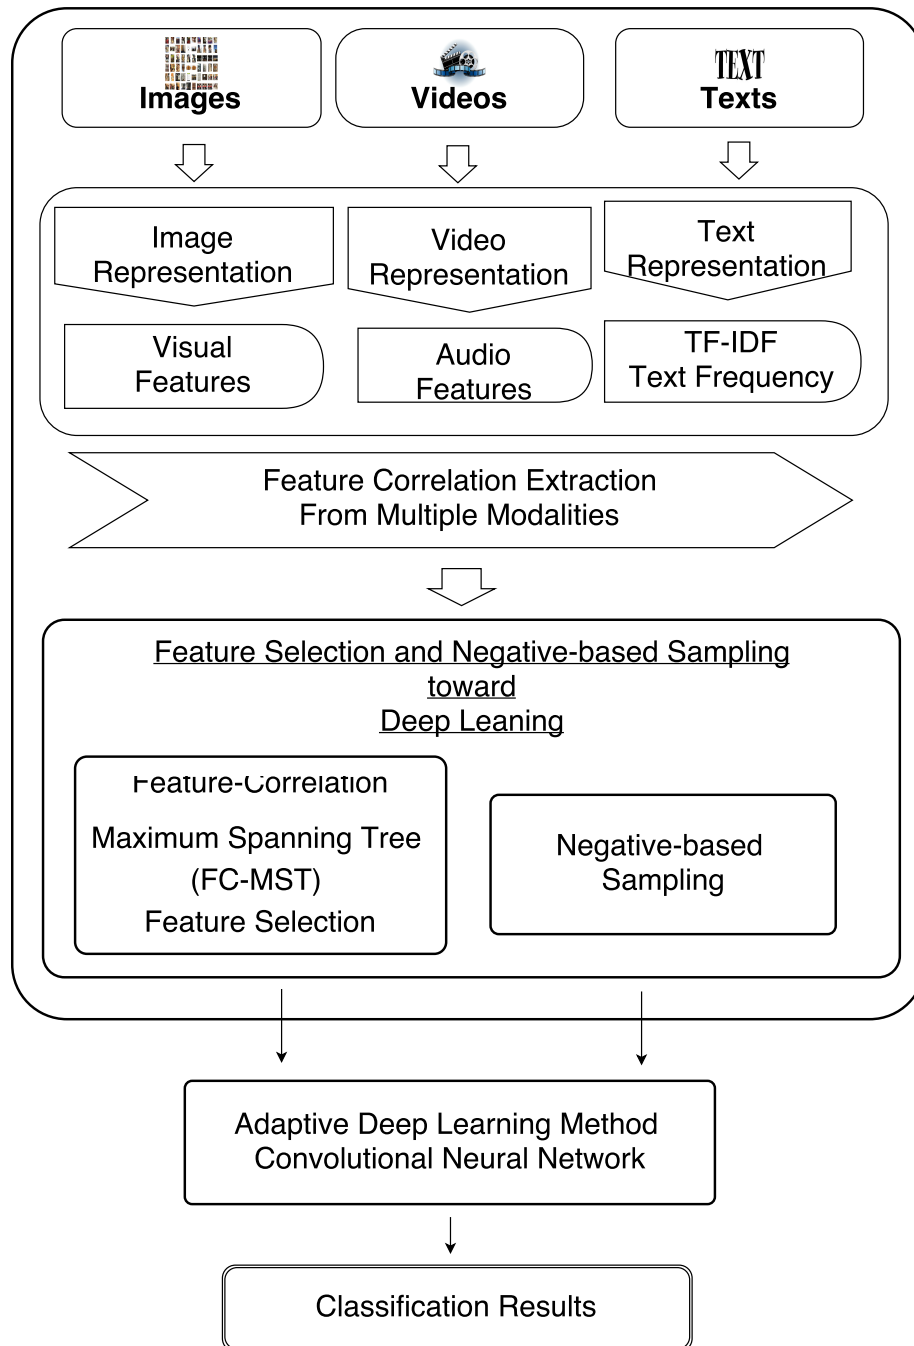 TEXT
Images
Videos
Texts
Image
Representation
Video
Representation
Text
Representation
Visual
Features
Audio
Features
TF-IDF
Text Frequency
Feature Correlation Extraction
From Multiple Modalities
Feature Selection and Negative-based Sampling
toward
Deep Leaning
Feature-Correlation
Maximum Spanning Tree
(FC-MST)
Feature Selection
Negative-based
Sampling
Adaptive Deep Learning Method
Convolutional Neural Network
Classification Results